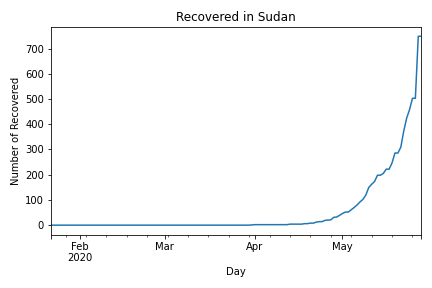 Recovered in Sudan
Number of Recovered
700
600
500
400
300
200
100
0
Feb
2020
Mar
Apr
May
Day